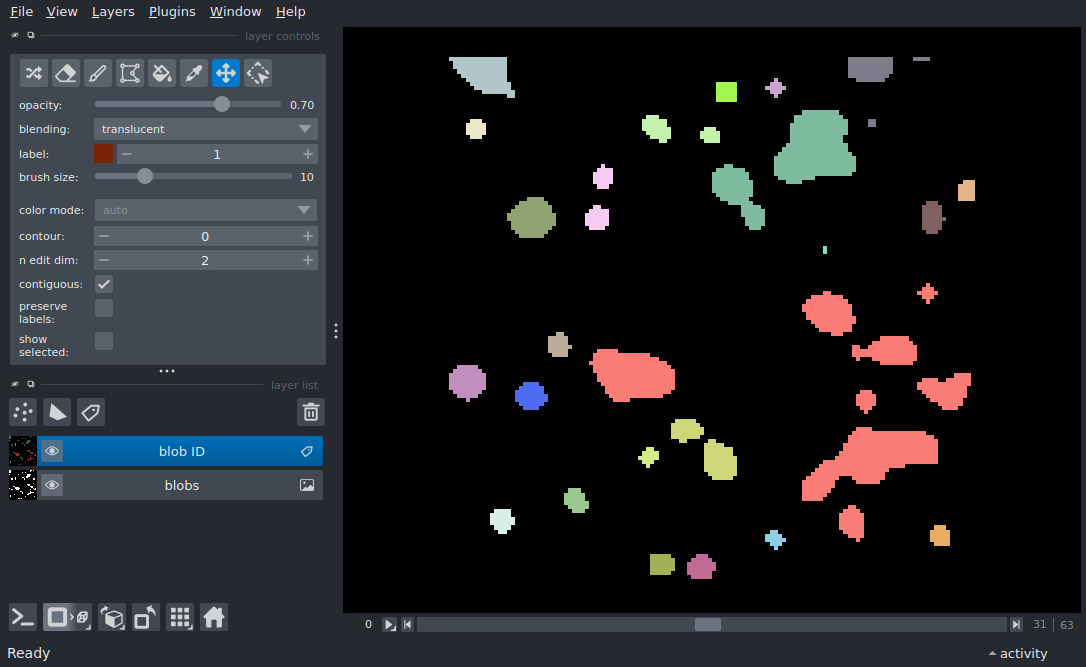 File View Layers Plugins Window Help
layer controls
opacity: 0.70
blending: translucent
label: 1
brush size: 10
color mode: auto
contour: 0
n edit dim: 2
contiguous:
preserve
labels:
show
selected:
layer list
blob ID
blobs
0 31 63
Ready activity